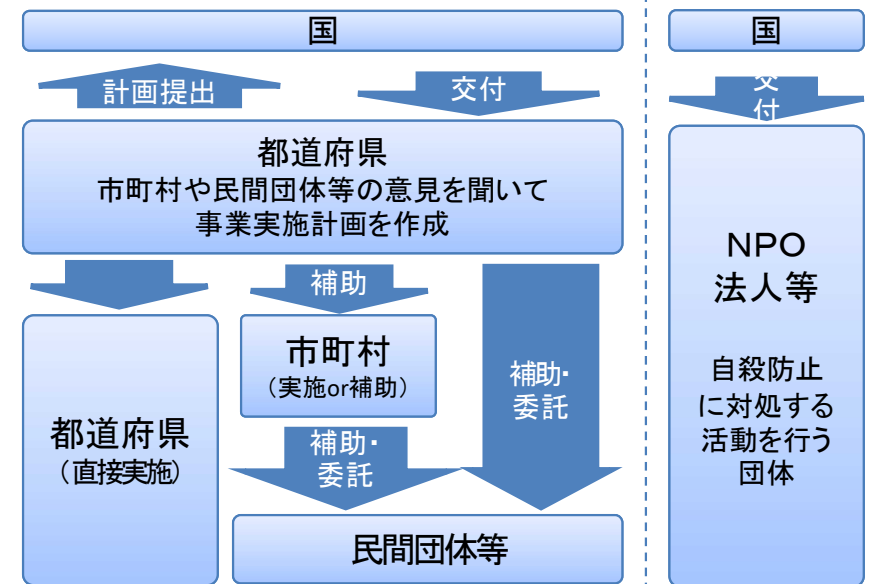 国
計画提出
交付
都道府県
市町村や民間団体等の意見を聞いて
事業実施計画を作成
補助
市町村
（実施or補助）
補助・
委託
都道府県
（直接実施）
補助・
委託
民間団体等
国
交
付
NPO
法人等
自殺防止
に対処する
活動を行う
団体